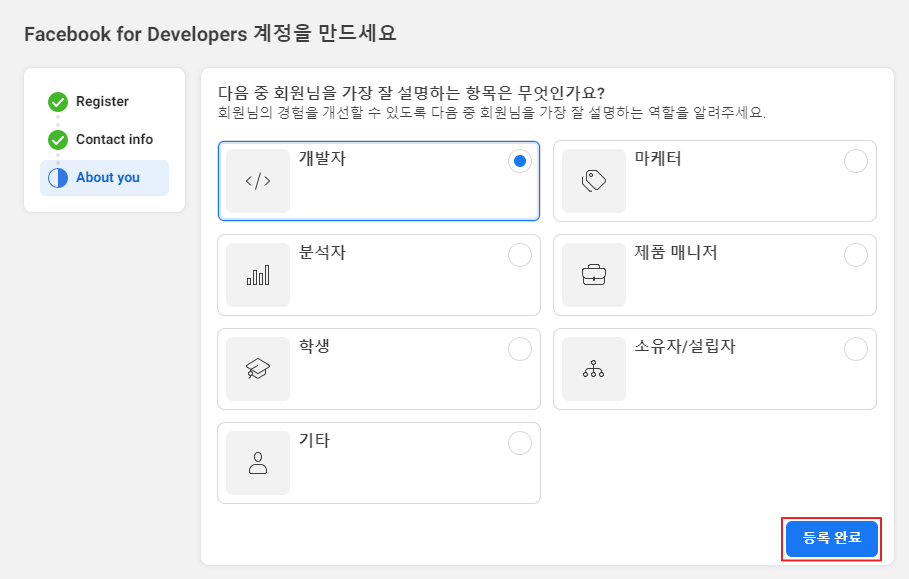 Facebook for Developers 계정을 만드세요
Register
Contact info
About you
다음 중 회원님을 가장 잘 설명하는 항목은 무엇인가요?
회원님의 경험을 개선할 수 있도록 다음 중 회원님을 가장 잘 설명하는 역할을 알려주세요.
개발자
마케터
분석자
제품 매니저
학생
소유자/설립자
기타
등록 완료